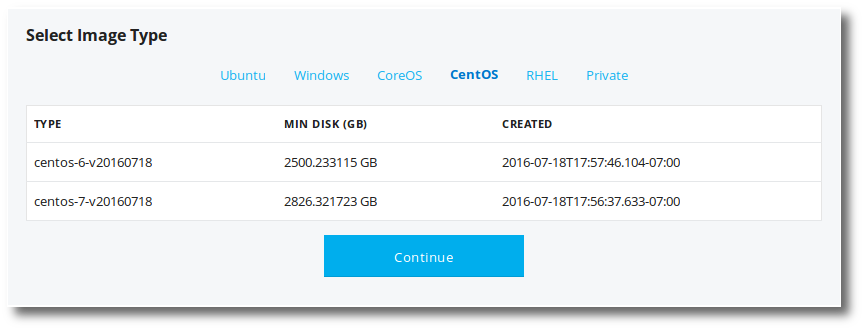 Select Image Type
Ubuntu Windows CoreOS CentOS RHEL Private
TYPE MIN DISK (GB) CREATED
centos-6-v20160718 2500.233115 GB 2016-07-18T17:57:46.104-07:00
centos-7-v20160718 2826.321723 GB 2016-07-18T17:56:37.633-07:00
Continue